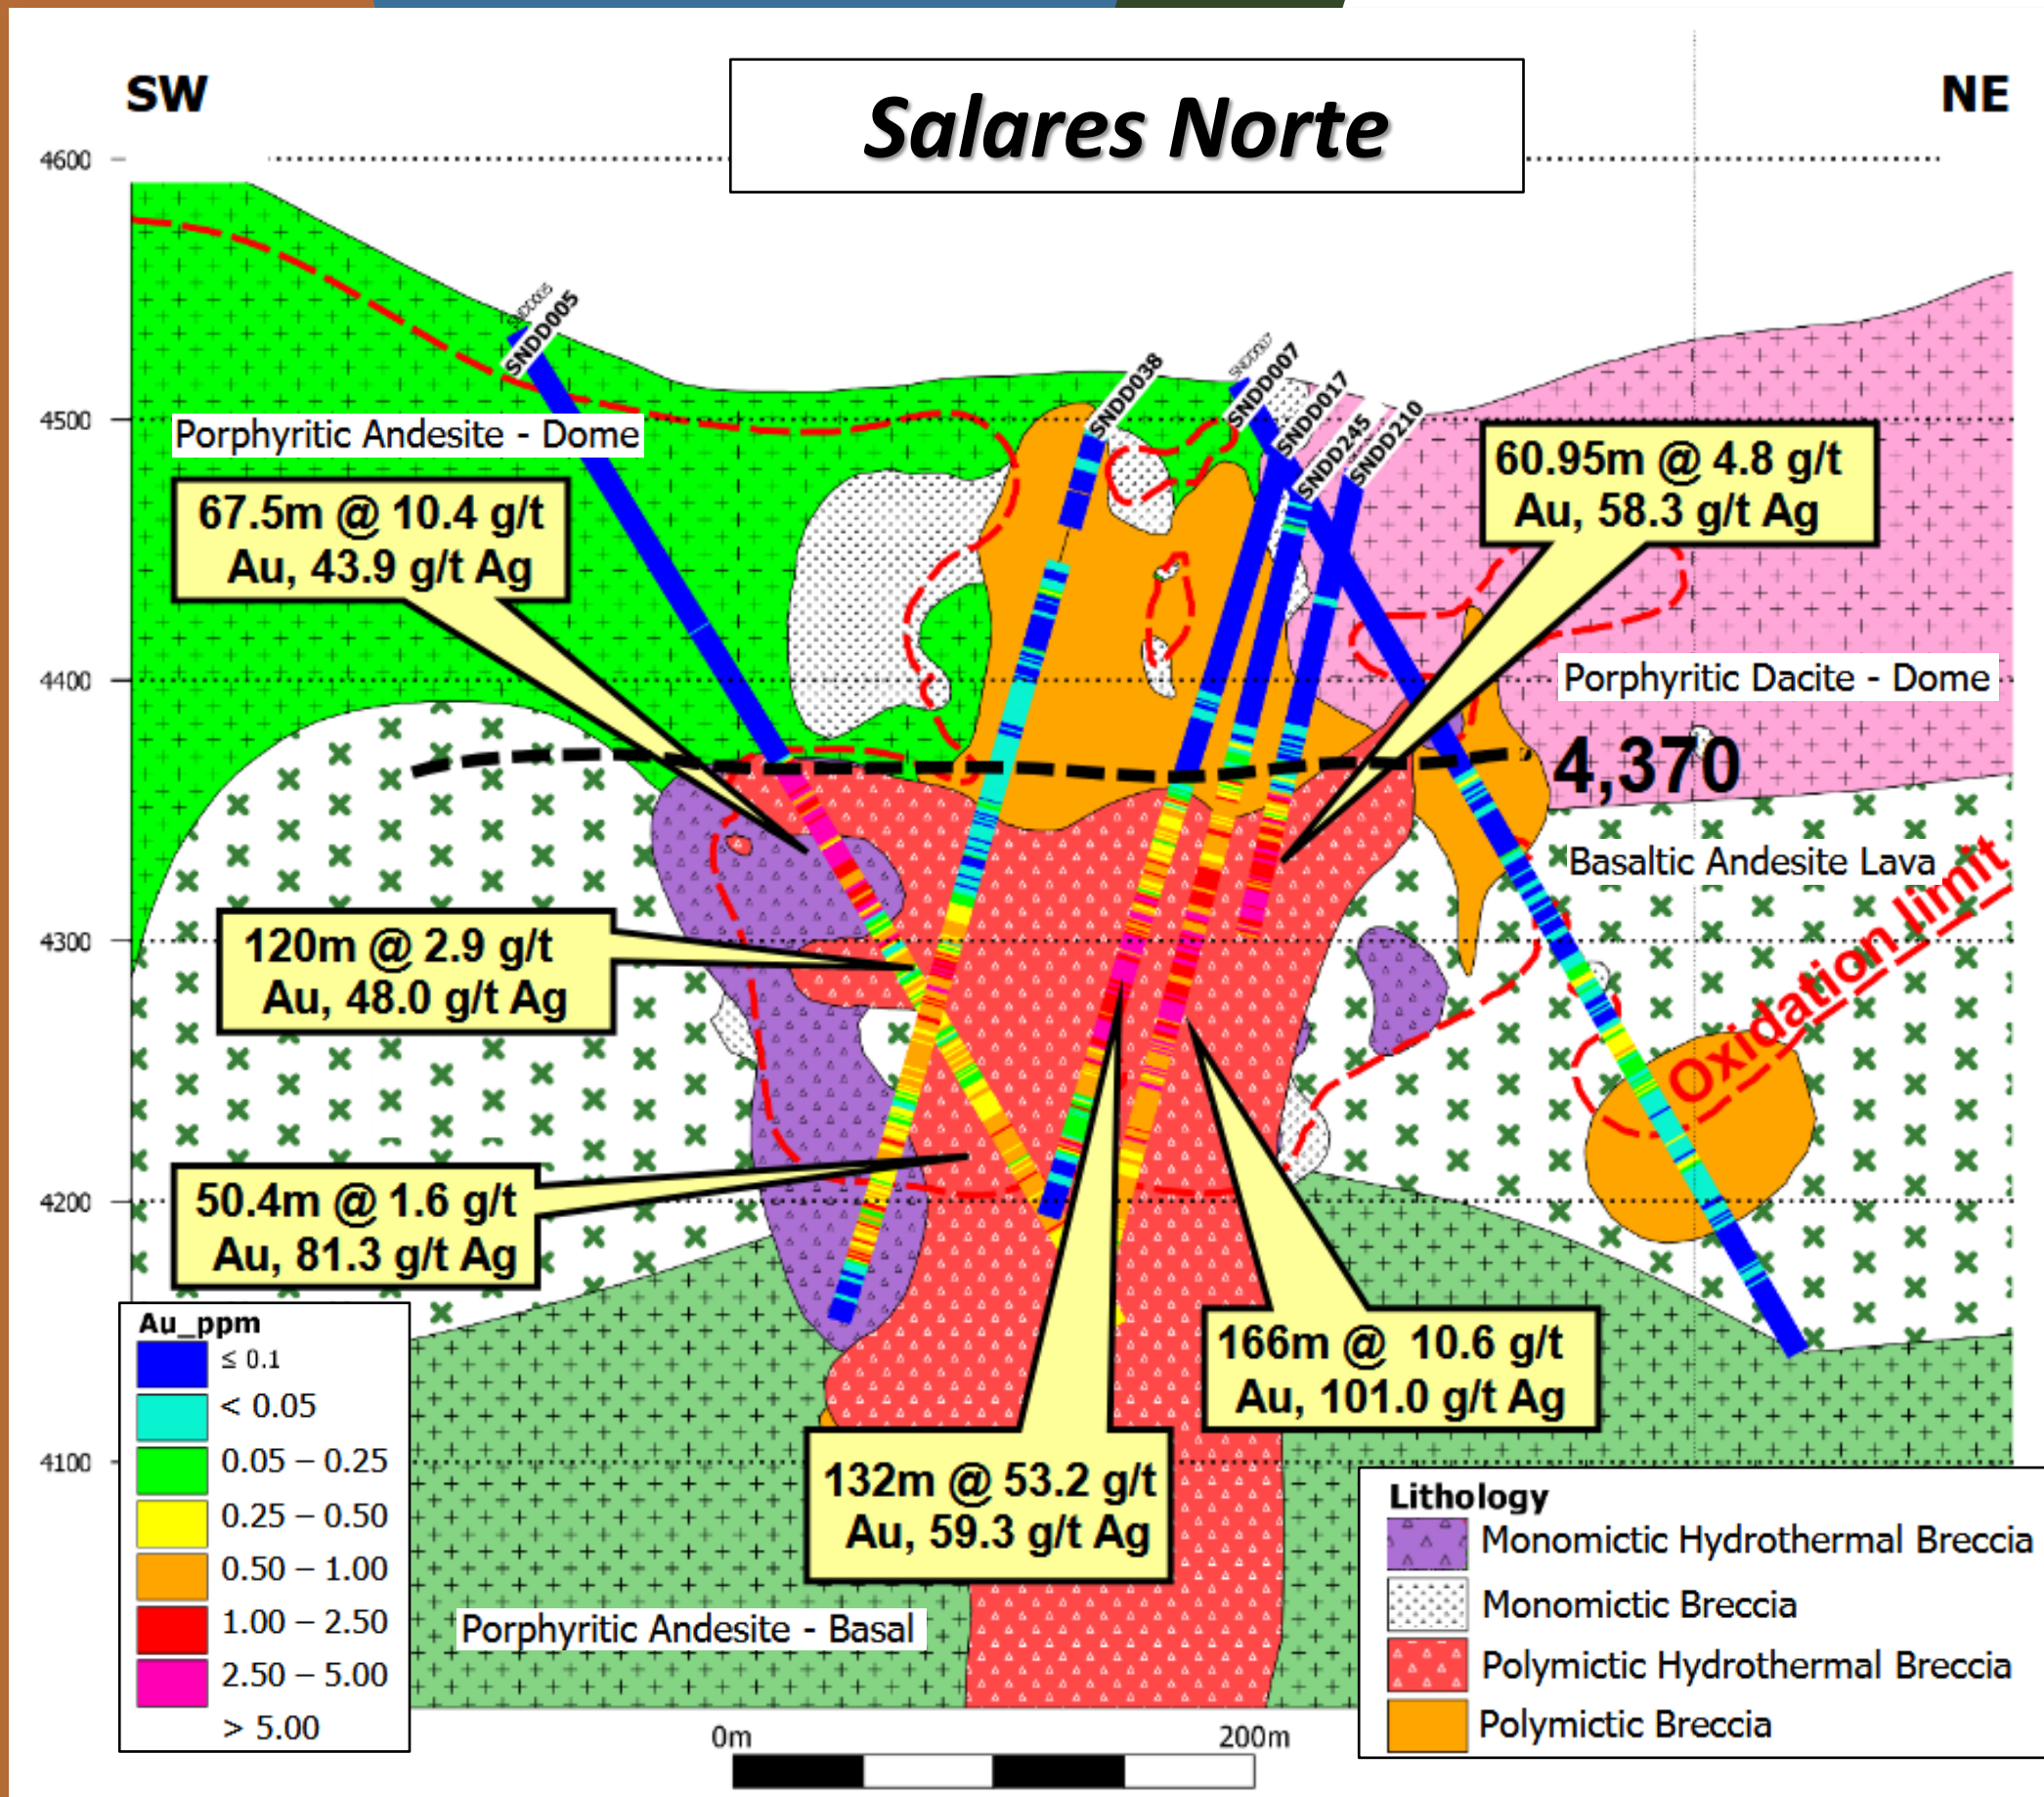 Salares Norte
SW
NE
4600
4500
4400
4300
4200
4100
SNDD005
SNDD005
SNDD038
SNDD007
SNDD007
SNDD017
SNDD245
SNDD210
Porphyritic Andesite - Dome
67.5m @ 10.4 g/t
Au, 43.9 g/t Ag
60.95m @ 4.8 g/t
Au, 58.3 g/t Ag
Porphyritic Dacite - Dome
4,370
Basaltic Andesite Lava
Oxidation limit
120m @ 2.9 g/t
Au, 48.0 g/t Ag
50.4m @ 1.6 g/t
Au, 81.3 g/t Ag
166m @ 10.6 g/t
Au, 101.0 g/t Ag
132m @ 53.2 g/t
Au, 59.3 g/t Ag
Porphyritic Andesite - Basal
Au_ppm
≤ 0.1
< 0.05
0.05 – 0.25
0.25 – 0.50
0.50 – 1.00
1.00 – 2.50
2.50 – 5.00
> 5.00
0m 200m
Lithology
Monomictic Hydrothermal Breccia
Monomictic Breccia
Polymictic Hydrothermal Breccia
Polymictic Breccia